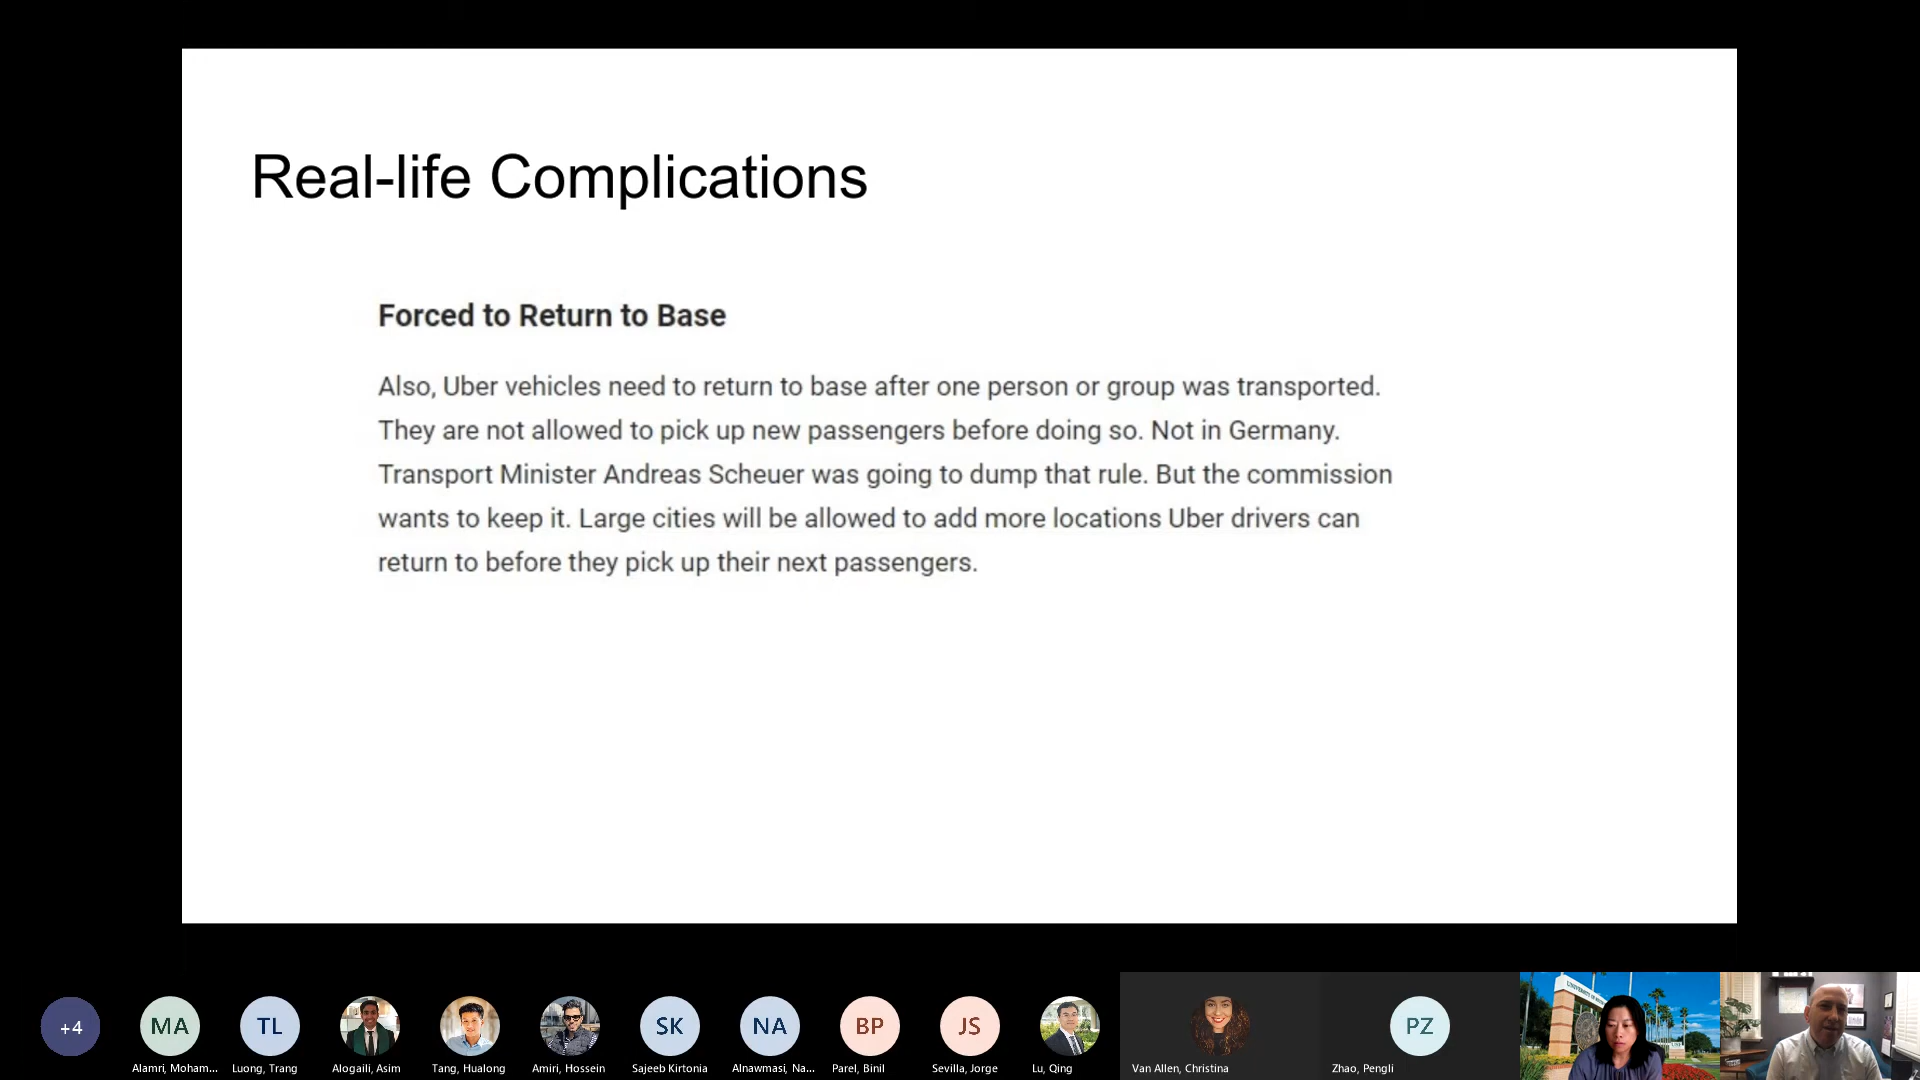 Real-life Complications
Forced to Return to Base
Also, Uber vehicles need to return to base after one person or group was transported.
They are not allowed to pick up new passengers before doing so. Not in Germany.
Transport Minister Andreas Scheuer was going to dump that rule. But the commission
wants to keep it. Large cities will be allowed to add more locations Uber drivers can
return to before they pick up their next passengers.
+4
MA
TL
SK
NA
BP
JS
PZ
Alamri, Moham...
Luong, Trang
Alogaili, Asim
Tang, Hualong
Amiri, Hossein
Sajeeb Kirtonia
Alnawmasi, Na...
Parel, Binil
Sevilla, Jorge
Lu, Qing
Van Allen, Christina
Zhao, Pengli